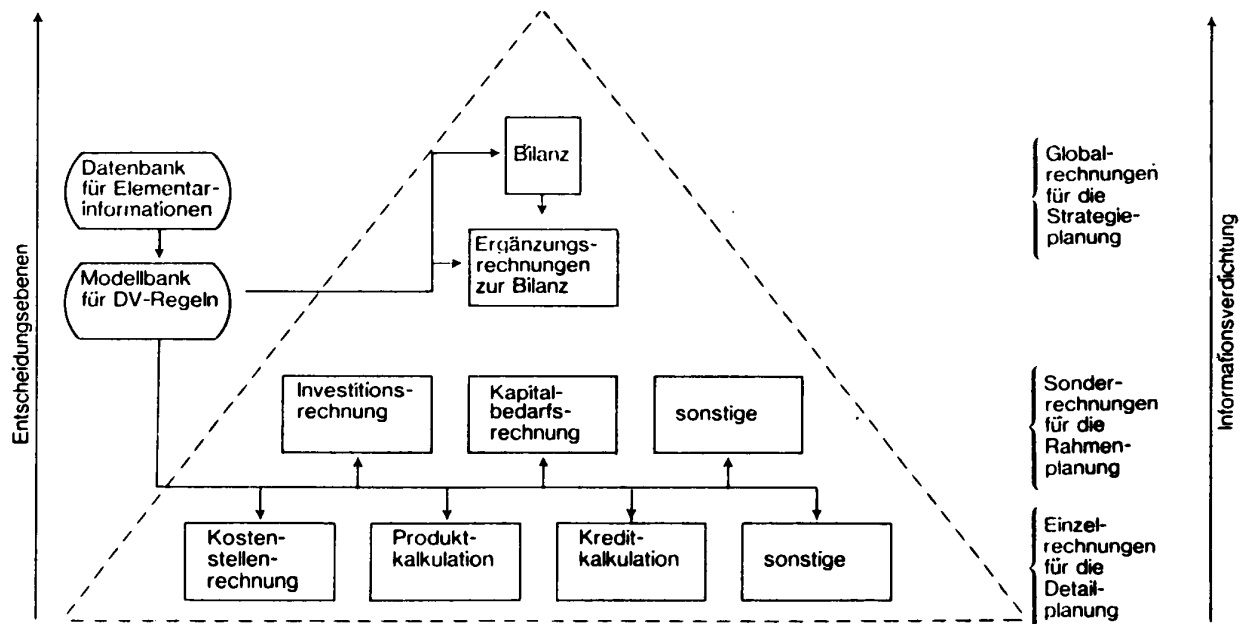 Entscheidungsebenen
Datenbank
für Elementar-
informationen
Modellbank
für DV-Regeln
Bilanz
Ergänzungs-
rechnungen
zur Bilanz
Global-
rechnungen
für die
Strategie-
planung
Investitions-
rechnung
Kapital-
bedarfs-
rechnung
sonstige
Sonder-
rechnungen
für die
Rahmen-
planung
Kosten-
stellen-
rechnung
Produkt-
kalkulation
Kredit-
kalkulation
sonstige
Einzel-
rechnungen
für die
Detail-
planung
Informationsverdichtung